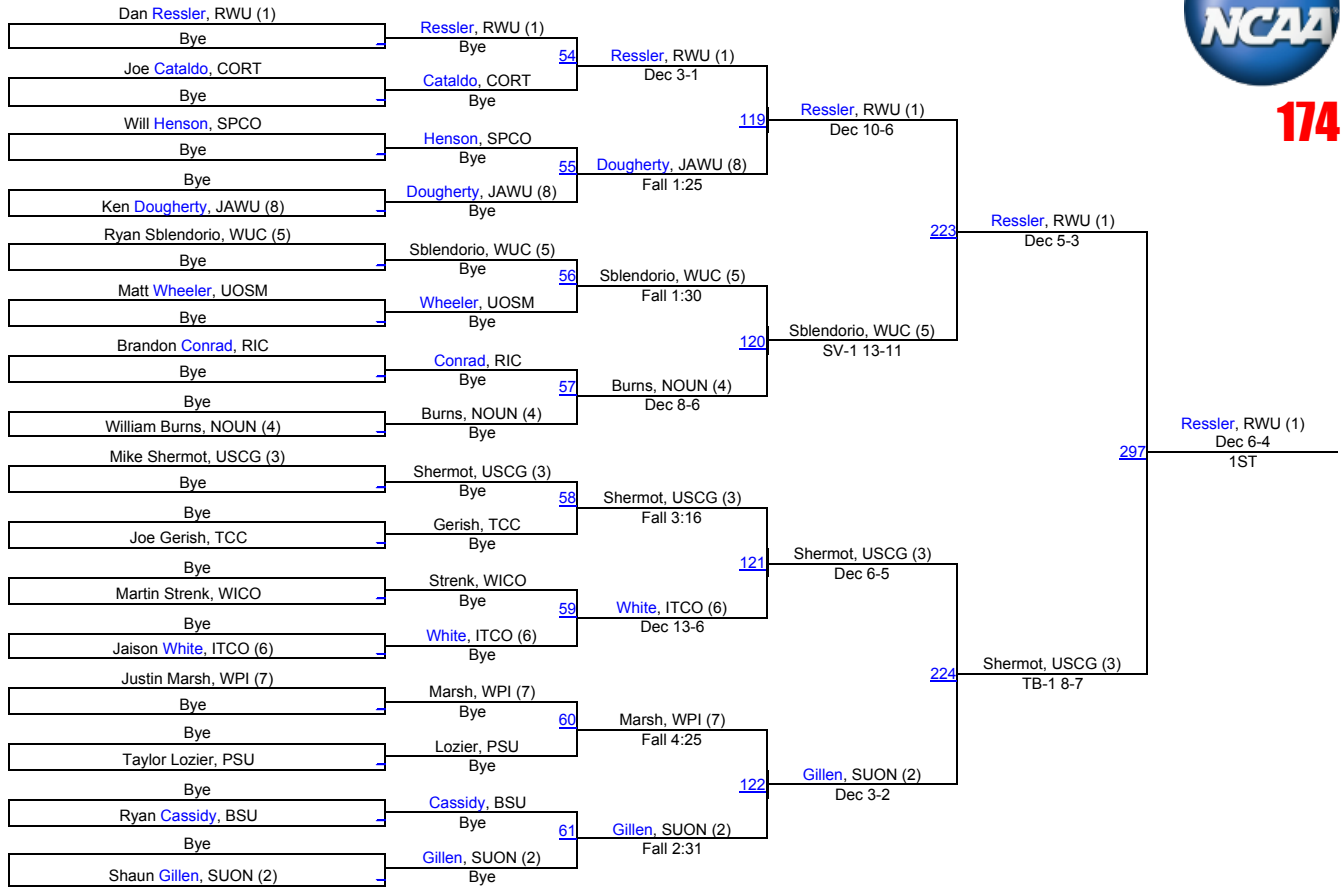 NCAA
174
Dan Ressler, RWU (1)
Bye
Joe Cataldo, CORT
Bye
Will Henson, SPCO
Bye
Bye
Ken Dougherty, JAWU (8)
Ryan Sblendorio, WUC (5)
Bye
Matt Wheeler, UOSM
Bye
Brandon Conrad, RIC
Bye
Bye
William Burns, NOUN (4)
Mike Shermot, USCG (3)
Bye
Bye
Joe Gerish, TCC
Bye
Martin Strenk, WICO
Bye
Jaison White, ITCO (6)
Justin Marsh, WPI (7)
Bye
Bye
Taylor Lozier, PSU
Bye
Ryan Cassidy, BSU
Bye
Shaun Gillen, SUON (2)
Ressler, RWU (1)
Bye
54
Cataldo, CORT
Bye
Henson, SPCO
Bye
55
Dougherty, JAWU (8)
Bye
Sblendorio, WUC (5)
Bye
56
Wheeler, UOSM
Bye
Conrad, RIC
Bye
57
Burns, NOUN (4)
Bye
Shermot, USCG (3)
Bye
58
Gerish, TCC
Bye
Strenk, WICO
Bye
59
White, ITCO (6)
Bye
Marsh, WPI (7)
Bye
60
Lozier, PSU
Bye
Cassidy, BSU
Bye
61
Gillen, SUON (2)
Bye
Ressler, RWU (1)
Dec 3-1
119
Dougherty, JAWU (8)
Fall 1:25
Sblendorio, WUC (5)
Fall 1:30
120
Burns, NOUN (4)
Dec 8-6
Shermot, USCG (3)
Fall 3:16
121
White, ITCO (6)
Dec 13-6
Marsh, WPI (7)
Fall 4:25
122
Gillen, SUON (2)
Fall 2:31
Ressler, RWU (1)
Dec 10-6
223
Sblendorio, WUC (5)
SV-1 13-11
Shermot, USCG (3)
Dec 6-5
224
Gillen, SUON (2)
Dec 3-2
Ressler, RWU (1)
Dec 5-3
297
Shermot, USCG (3)
TB-1 8-7
Ressler, RWU (1)
Dec 6-4
1ST